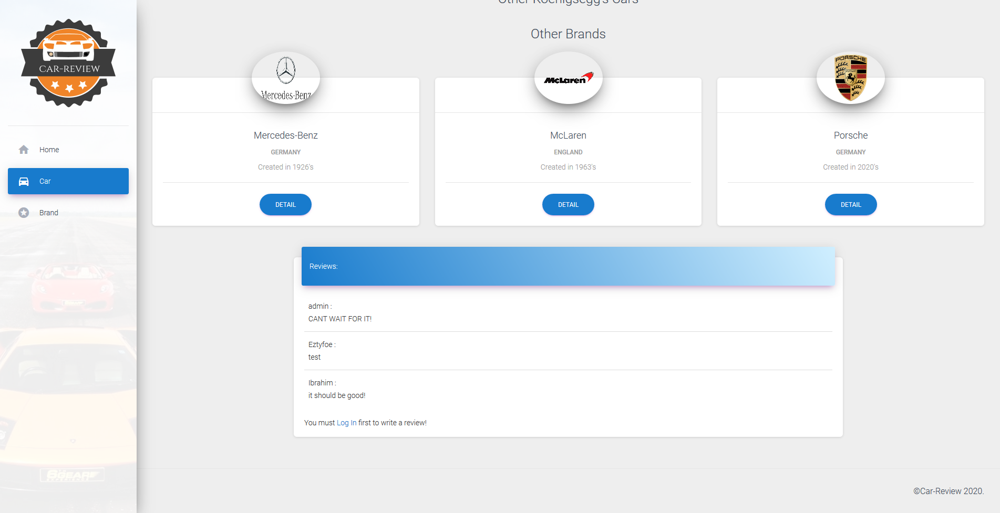 CAR-REVIEW
Home
Car
Brand
6GEAR
EXPERIENCE
Other Koenigsegg's Cars
Other Brands
Mercedes-Benz
McLaren
PORSCHE
Mercedes-Benz
GERMANY
Created in 1926's
DETAIL
McLaren
ENGLAND
Created in 1963's
DETAIL
Porsche
GERMANY
Created in 2020's
DETAIL
Reviews:
admin :
CANT WAIT FOR IT!
Eztyfoe :
test
Ibrahim :
it should be good!
You must Log In first to write a review!
©Car-Review 2020.